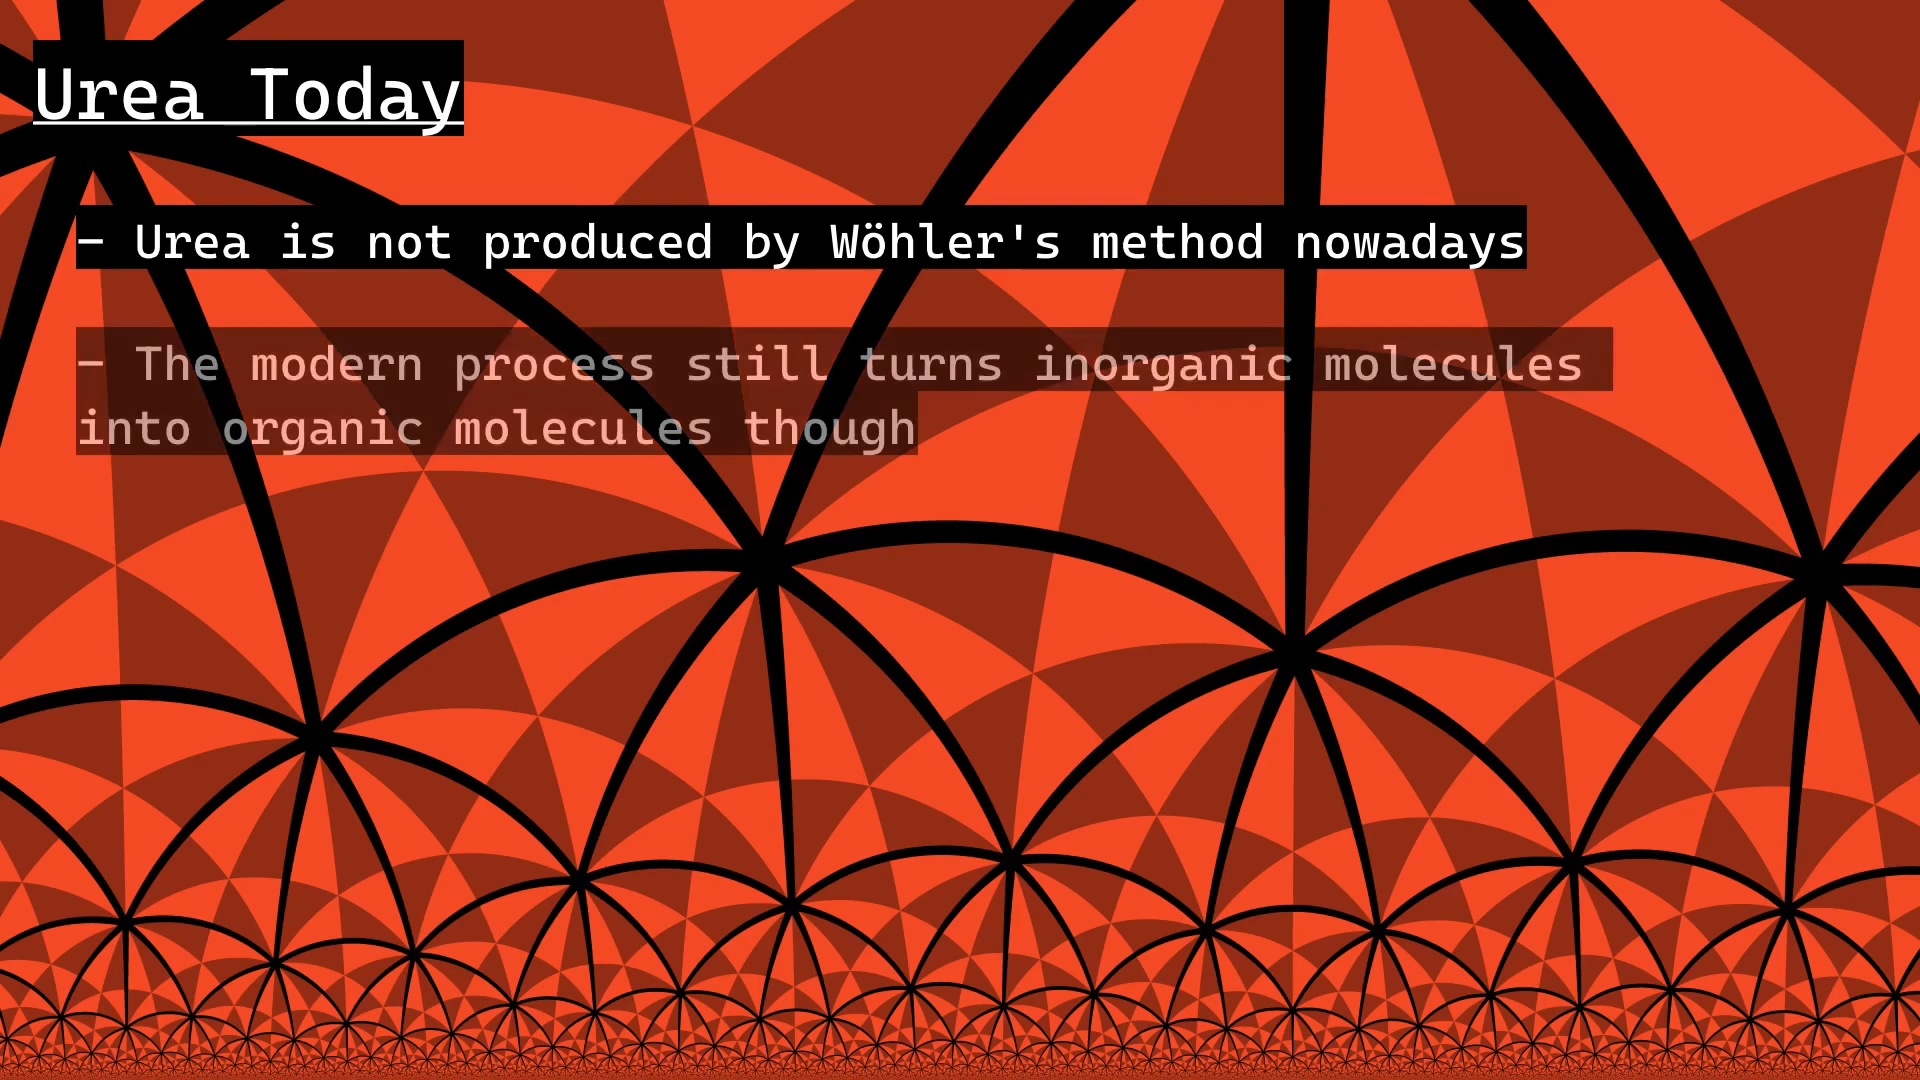 Urea Today
– Urea is not produced by Wöhler's method nowadays
– The modern process still turns inorganic molecules
into organic molecules though